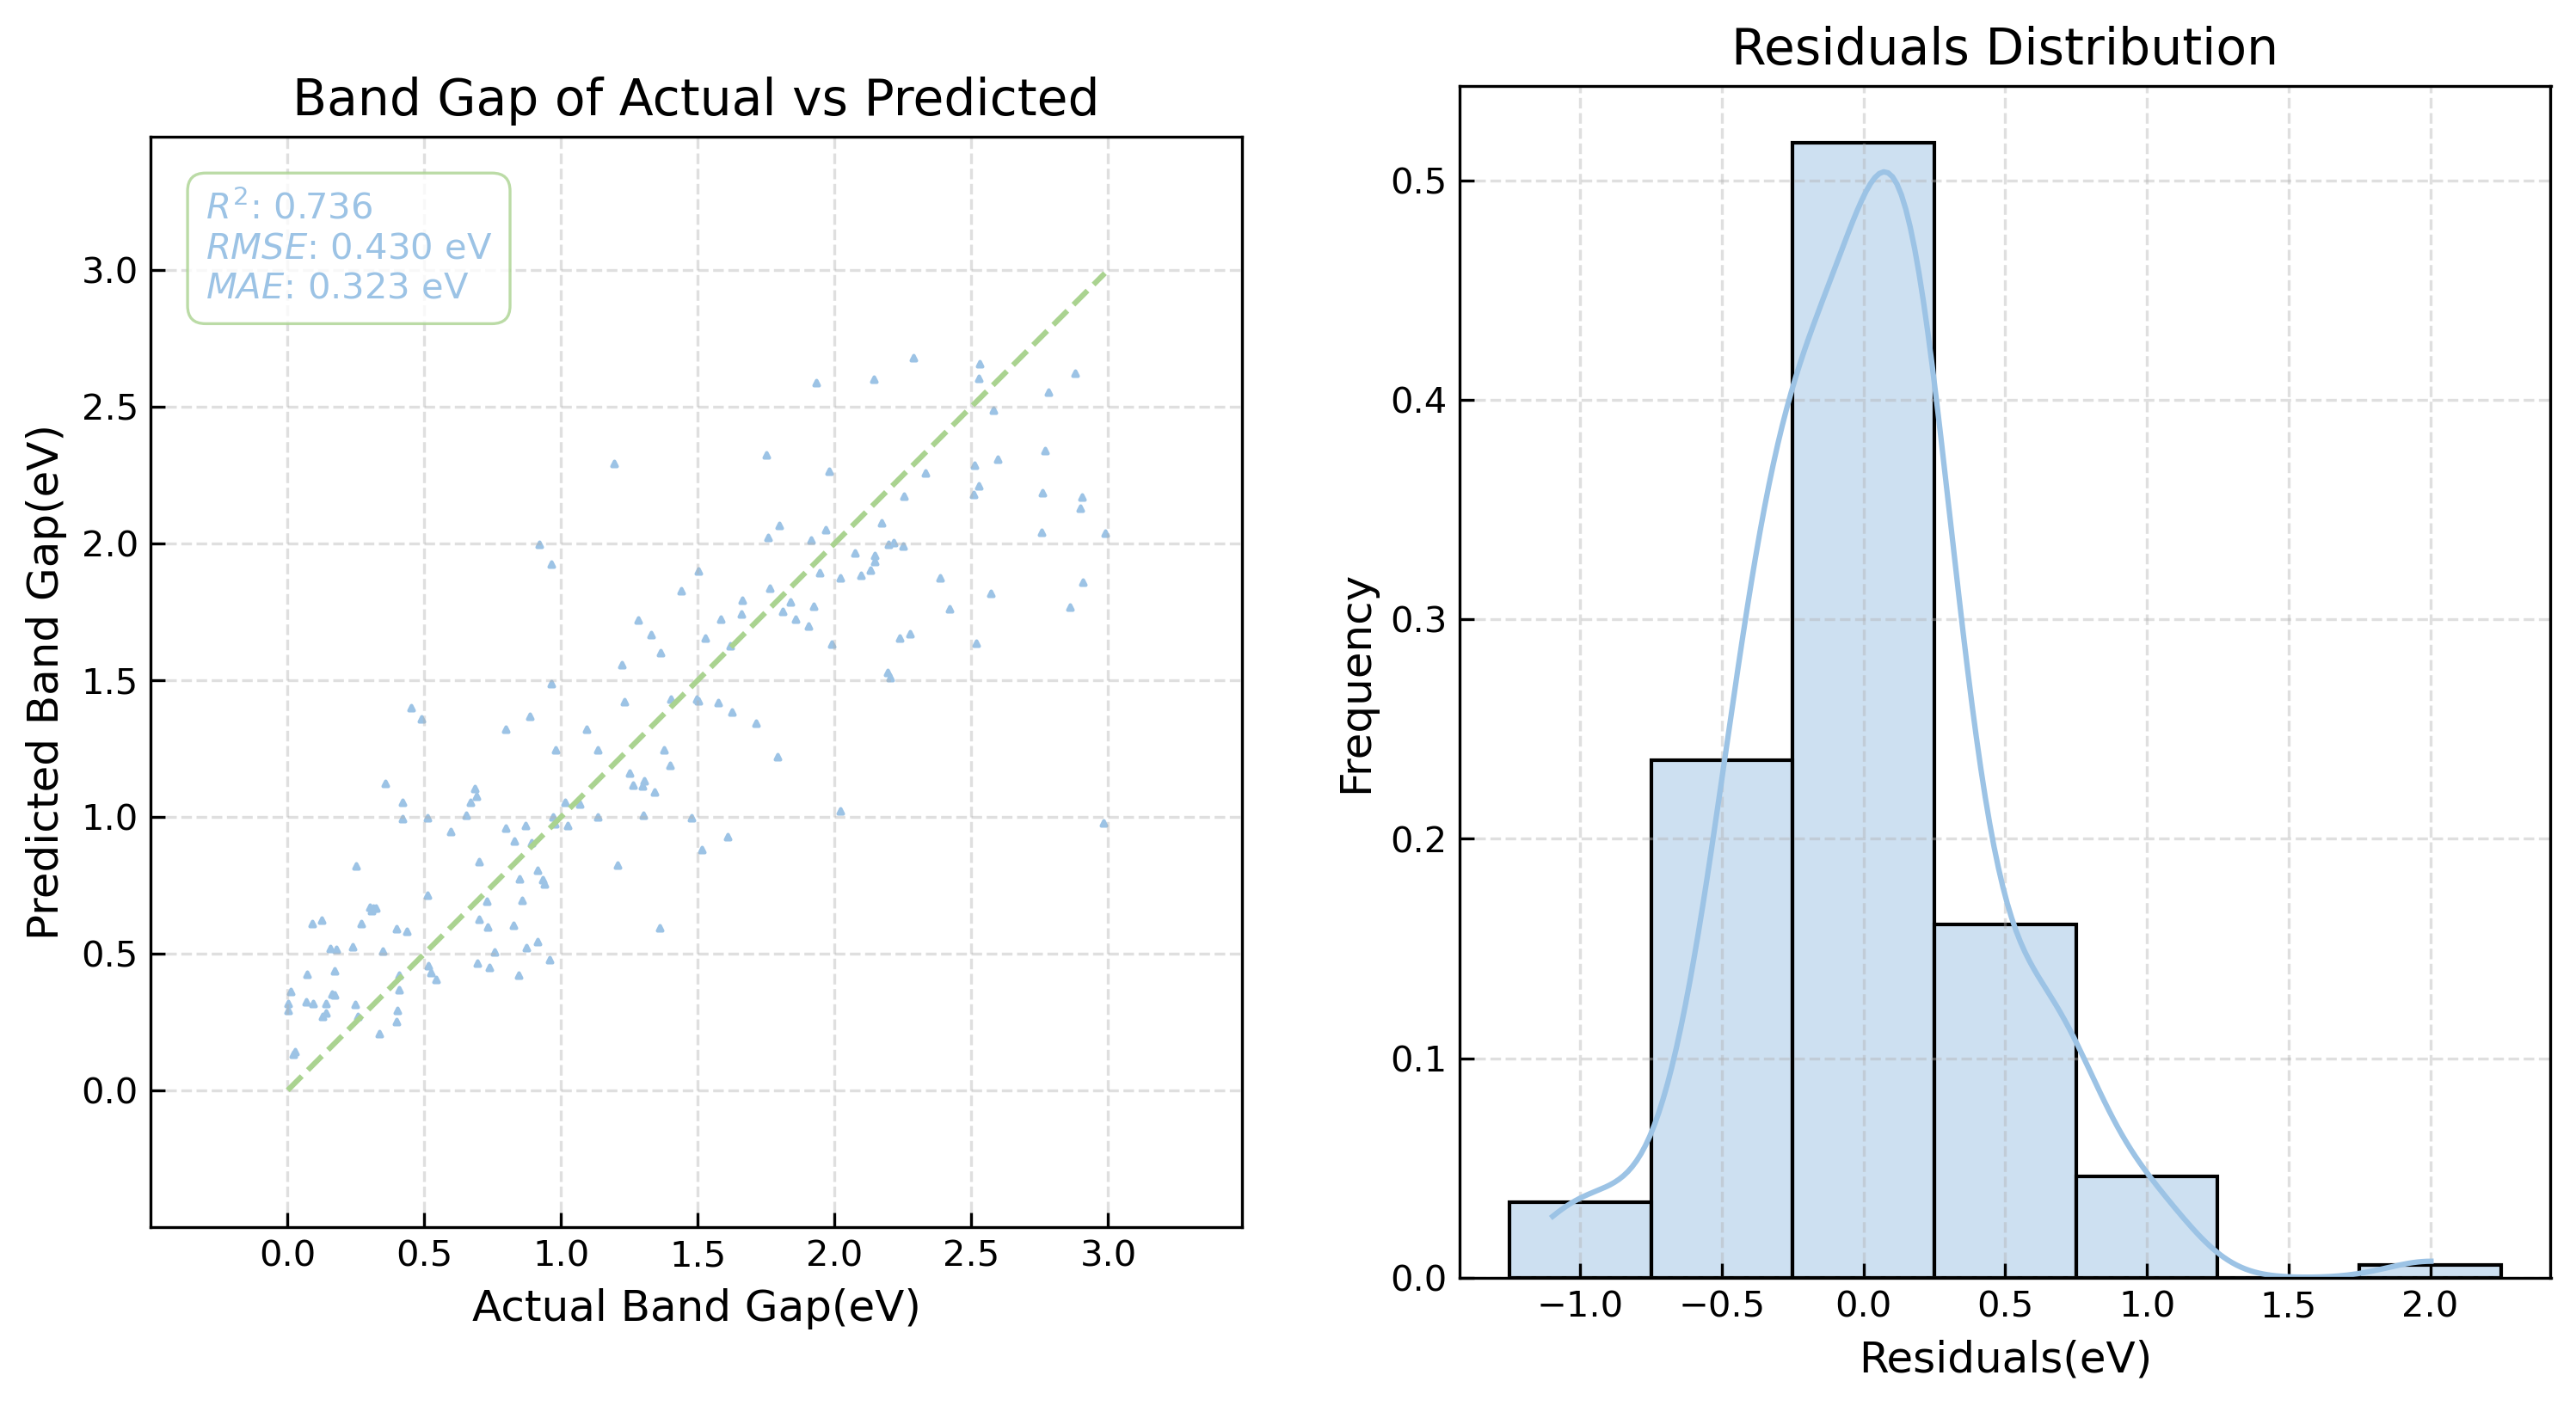 Band Gap of Actual vs Predicted
R²: 0.736
RMSE: 0.430 eV
MAE: 0.323 eV
3.0
2.5
2.0
1.5
1.0
0.5
0.0
Predicted Band Gap(eV)
0.0 0.5 1.0 1.5 2.0 2.5 3.0
Actual Band Gap(eV)
Residuals Distribution
0.5
0.4
0.3
0.2
0.1
0.0
Frequency
−1.0 −0.5 0.0 0.5 1.0 1.5 2.0
Residuals(eV)